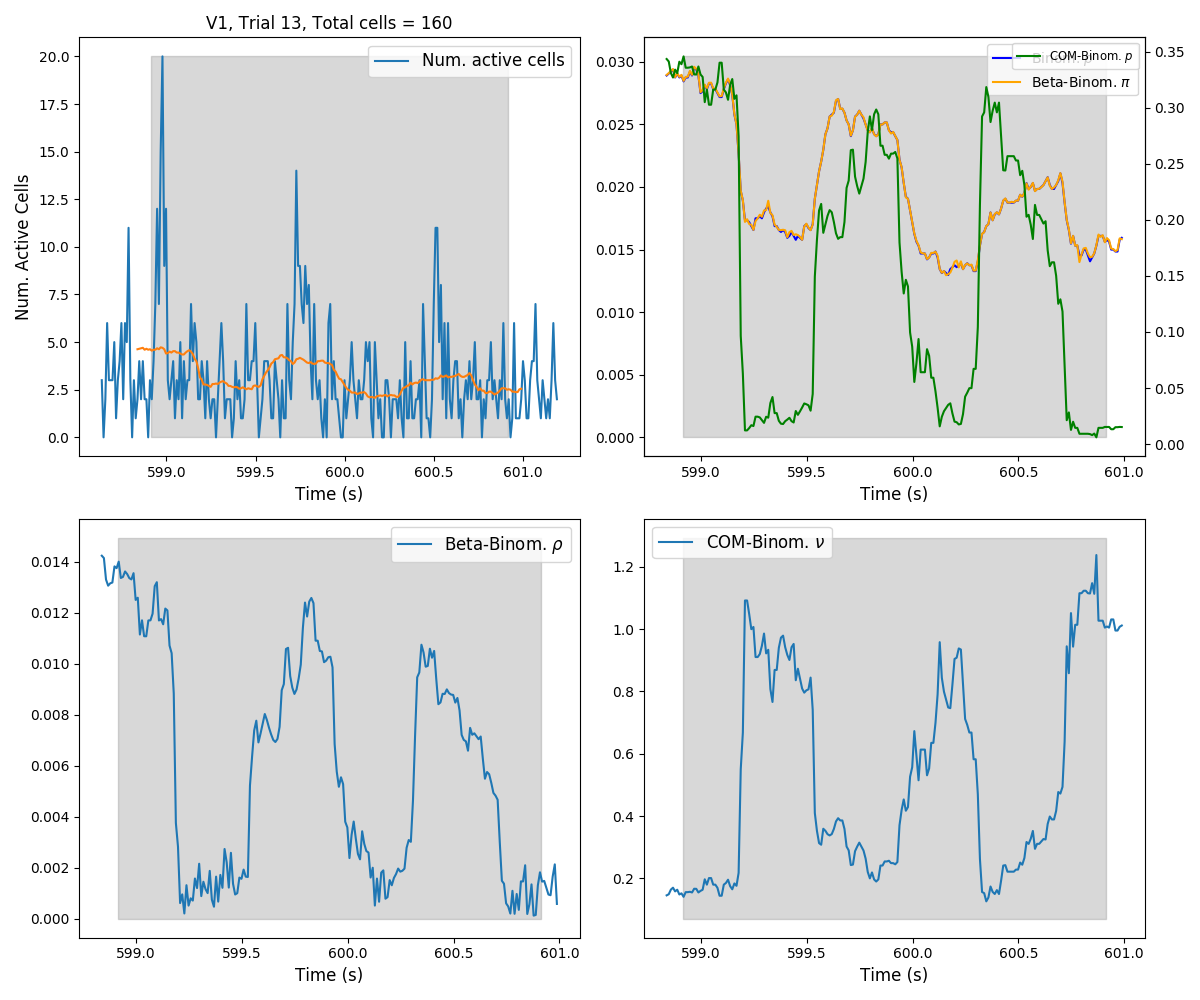 V1, Trial 13, Total cells = 160
Num. active cells
Num. Active Cells
20.0
17.5
15.0
12.5
10.0
7.5
5.0
2.5
0.0
599.0 599.5 600.0 600.5 601.0
Time (s)
COM-Binom. p
Beta-Binom. π
0.030
0.025
0.020
0.015
0.010
0.005
0.000
0.35
0.30
0.25
0.20
0.15
0.10
0.05
0.00
599.0 599.5 600.0 600.5 601.0
Time (s)
Beta-Binom. ρ
0.014
0.012
0.010
0.008
0.006
0.004
0.002
0.000
599.0 599.5 600.0 600.5 601.0
Time (s)
COM-Binom. ν
1.2
1.0
0.8
0.6
0.4
0.2
599.0 599.5 600.0 600.5 601.0
Time (s)